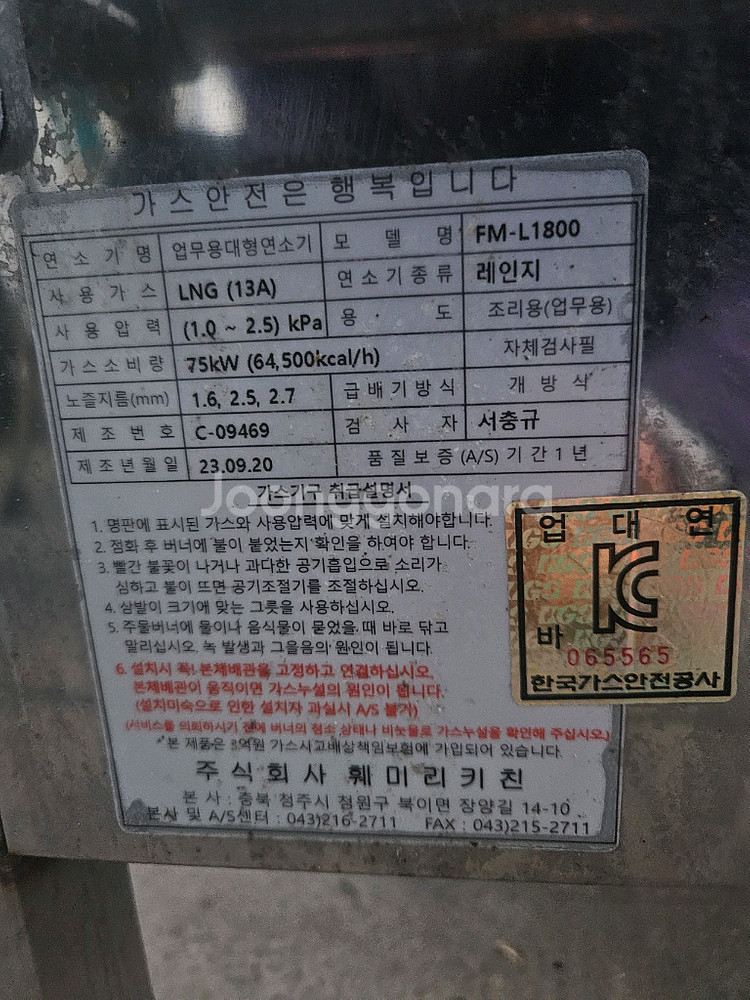 가스안전은 행복입니다
연소기명 업무용대형연소기 모델명 FM-L1800
사용가스 LNG (13A) 연소기종류 레인지
사용압력 (1.0 ~ 2.5) kPa 용도 조리용(업무용)
가스소비량 75kW (64,500kcal/h) 자체검사필
노즐지름(mm) 1.6, 2.5, 2.7 급배기방식 개방식
제조번호 C-09469 검사자 서충규
제조년월일 23.09.20 품질보증 (A/S) 기간 1년
가스기구 취급설명서
Joonggonara
1. 명판에 표시된 가스와 사용압력에 맞게 설치해야합니다.
2. 점화 후 버너에 불이 붙었는지 확인을 하여야 합니다.
3. 빨간 불꽃이 나거나 과다한 공기흡입으로 소리가
심하고 불이 뜨면 공기조절기를 조절하십시오.
4. 삼발이 크기에 맞는 그릇을 사용하십시오.
5. 주물버너에 물이나 음식물이 묻었을 때 바로 닦고
말리십시오. 녹 발생과 그을음의 원인이 됩니다.
6. 설치시 꼭! 본체배관을 고정하고 연결하십시오.
본체배관이 움직이면 가스누설의 원인이 됩니다.
(설치미숙으로 인한 설치자 과실시 A/S 불가)
(서비스를 의뢰하시기 전에 버너의 청소 상태나 비눗물로 가스누설을 확인해 주십시오.)
*본 제품은 3억원 가스사고배상책임보험에 가입되어 있습니다.
주식회사 훼미리키친
본사 : 충북 청주시 청원구 북이면 장양길 14-10
본사 및 A/S센터 : 043)216-2711 FAX : 043)215-2711
업 대 연
KC
바
065565
한국가스안전공사